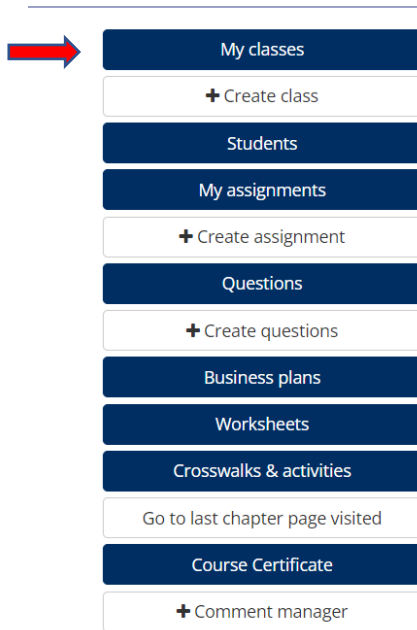 My classes
+ Create class
Students
My assignments
+ Create assignment
Questions
+ Create questions
Business plans
Worksheets
Crosswalks & activities
Go to last chapter page visited
Course Certificate
+ Comment manager